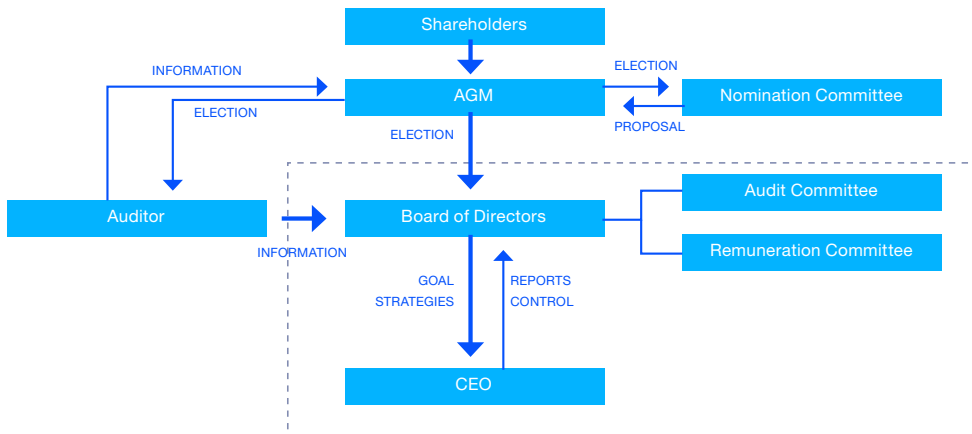 Shareholders
INFORMATION
ELECTION
AGM
Nomination Committee
ELECTION
PROPOSAL
ELECTION
Audit Committee
Auditor
Board of Directors
INFORMATION
Remuneration Committee
GOAL
STRATEGIES
REPORTS
CONTROL
CEO